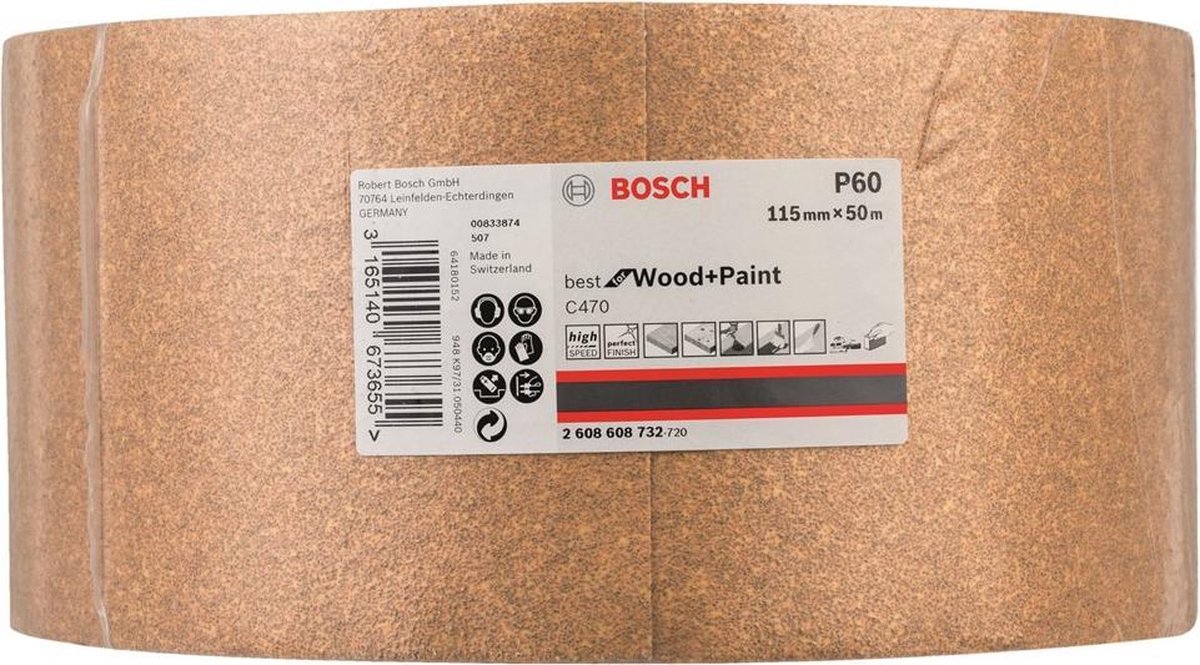 Robert Bosch GmbH
70764 Leinfelden-Echterdingen
GERMANY
00833874
507
Made in
Switzerland
3 165140 673655 >
64180152
948 K97/31 050440
BOSCH
P60
115 mm × 50 m
best for Wood+Paint
C470
high
SPEED
perfect
FINISH
2 608 608 732-720